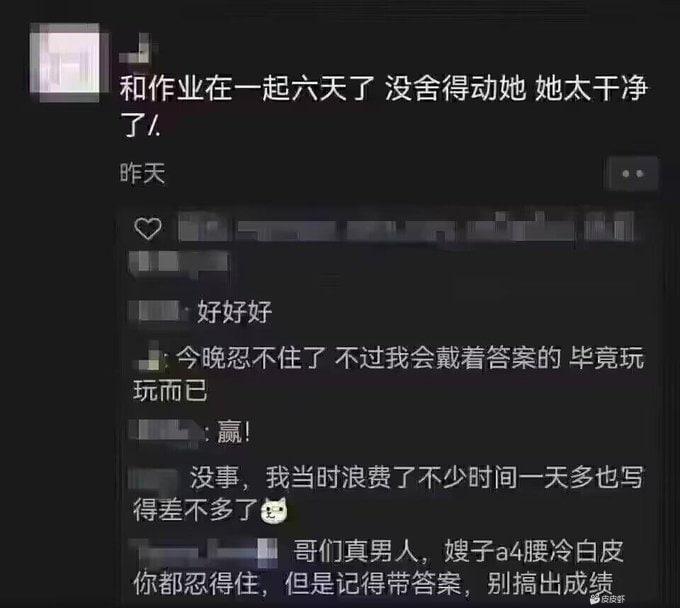 和作业在一起六天了 没舍得动她 她太干净
了/.
昨天
好好好
: 今晚忍不住了 不过我会戴着答案的 毕竟玩
玩而已
: 赢!
没事，我当时浪费了不少时间一天多也写
得差不多了
哥们真男人，嫂子a4腰冷白皮
你都忍得住，但是记得带答案，别搞出成绩
皮皮虾